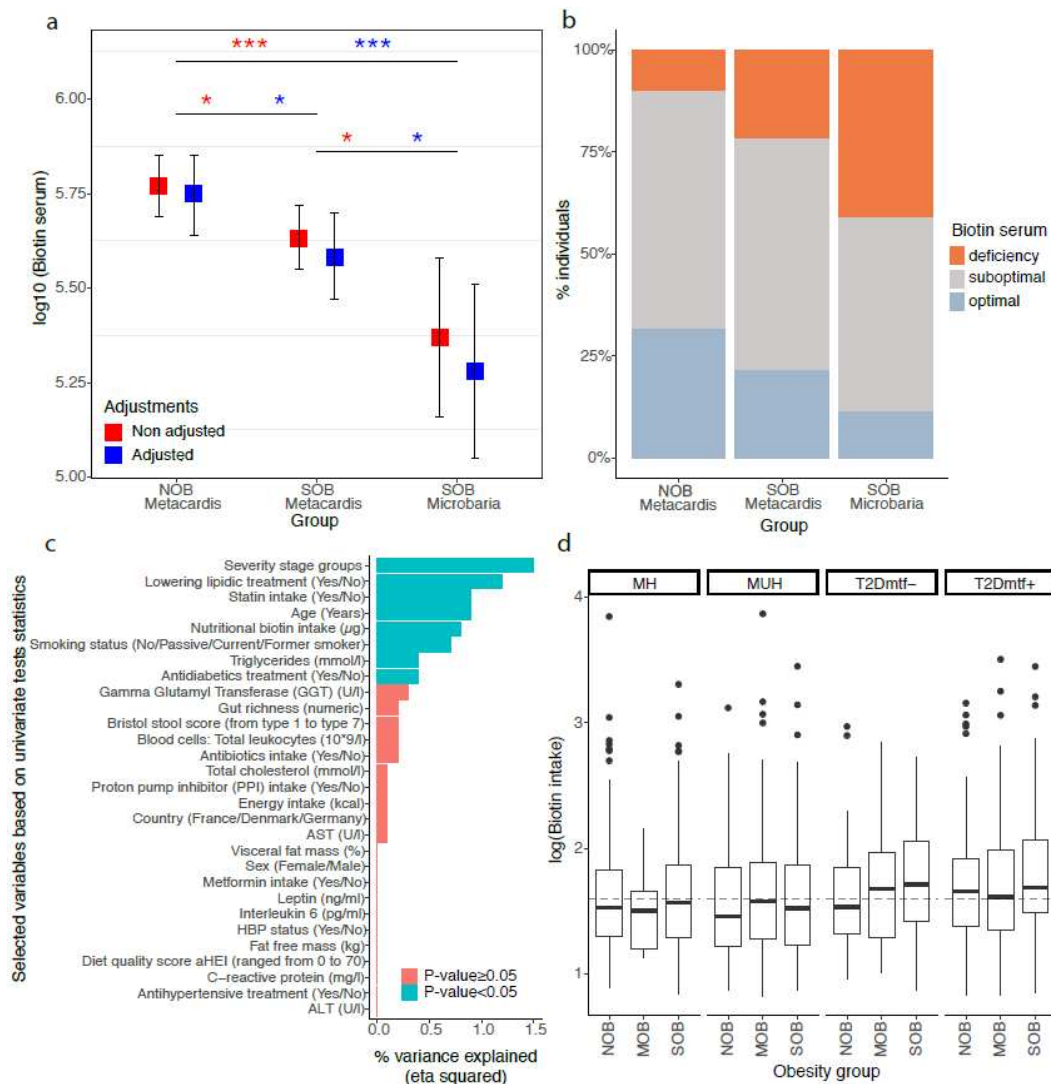 a
***
***
*
*
*
*
6.00
5.75
5.50
5.25
5.00
log10 (Biotin serum)
Adjustments
Non adjusted
Adjusted
NOB
Metacardis
SOB
Metacardis
SOB
Microbaria
Group
b
100%
75%
50%
25%
0%
% individuals
Biotin serum
deficiency
suboptimal
optimal
NOB
Metacardis
SOB
Metacardis
SOB
Microbaria
Group
c
Selected variables based on univariate tests statistics
Severity stage groups
Lowering lipidic treatment (Yes/No)
Statin intake (Yes/No)
Age (Years)
Nutritional biotin intake (µg)
Smoking status (No/Passive/Current/Former smoker)
Triglycerides (mmol/l)
Antidiabetics treatment (Yes/No)
Gamma Glutamyl Transferase (GGT) (U/l)
Gut richness (numeric)
Bristol stool score (from type 1 to type 7)
Blood cells: Total leukocytes (10*9/l)
Antibiotics intake (Yes/No)
Total cholesterol (mmol/l)
Proton pump inhibitor (PPI) intake (Yes/No)
Energy intake (kcal)
Country (France/Denmark/Germany)
AST (U/l)
Visceral fat mass (%)
Sex (Female/Male)
Metformin intake (Yes/No)
Leptin (ng/ml)
Interleukin 6 (pg/ml)
HBP status (Yes/No)
Fat free mass (kg)
Diet quality score aHEI (ranged from 0 to 70)
C−reactive protein (mg/l)
Antihypertensive treatment (Yes/No)
ALT (U/l)
P-value≥0.05
P-value<0.05
0.0 0.5 1.0 1.5
% variance explained
(eta squared)
d
MH MUH T2Dmtf− T2Dmtf+
4
3
2
1
log(Biotin intake)
NOB MOB SOB NOB MOB SOB NOB MOB SOB NOB MOB SOB
Obesity group